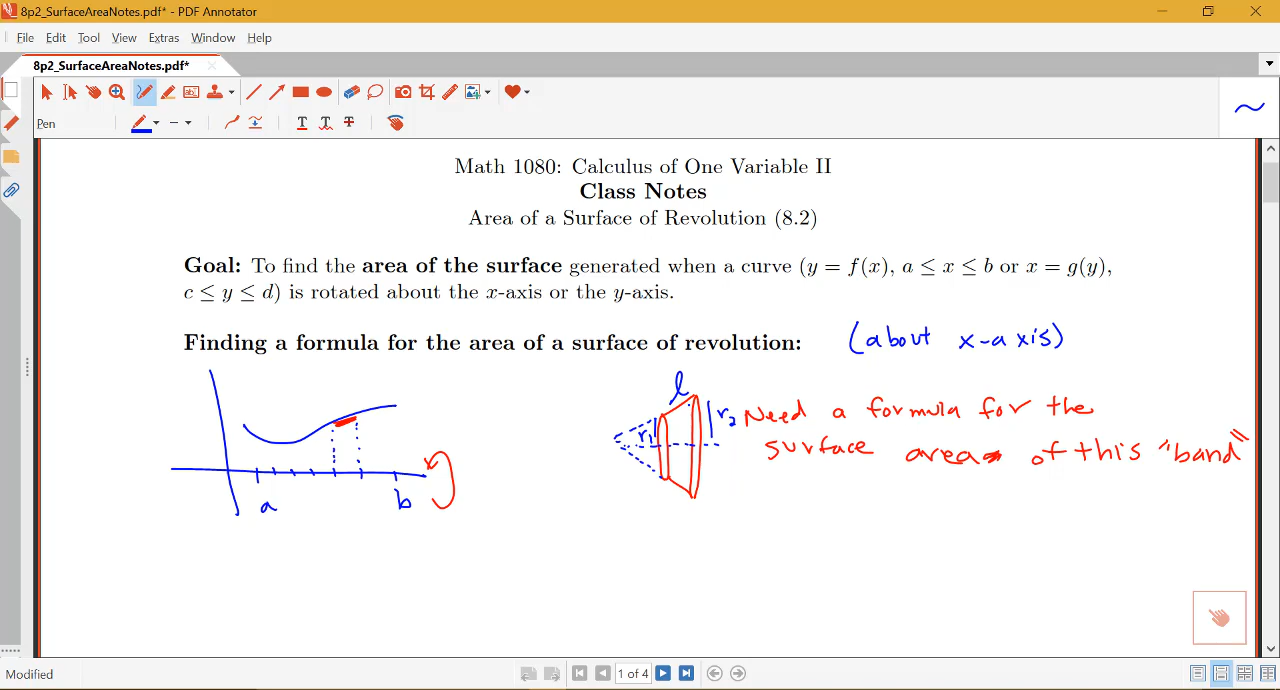 8p2_SurfaceAreaNotes.pdf* - PDF Annotator
File Edit Tool View Extras Window Help
8p2_SurfaceAreaNotes.pdf*
Pen
Math 1080: Calculus of One Variable II
Class Notes
Area of a Surface of Revolution (8.2)
Goal: To find the area of the surface generated when a curve (y = f(x), a ≤ x ≤ b or x = g(y),
c ≤ y ≤ d) is rotated about the x-axis or the y-axis.
Finding a formula for the area of a surface of revolution: (about x-axis)
l
r₁ r₂ Need a formula for the
surface area of this "band"
a b
1 of 4
Modified